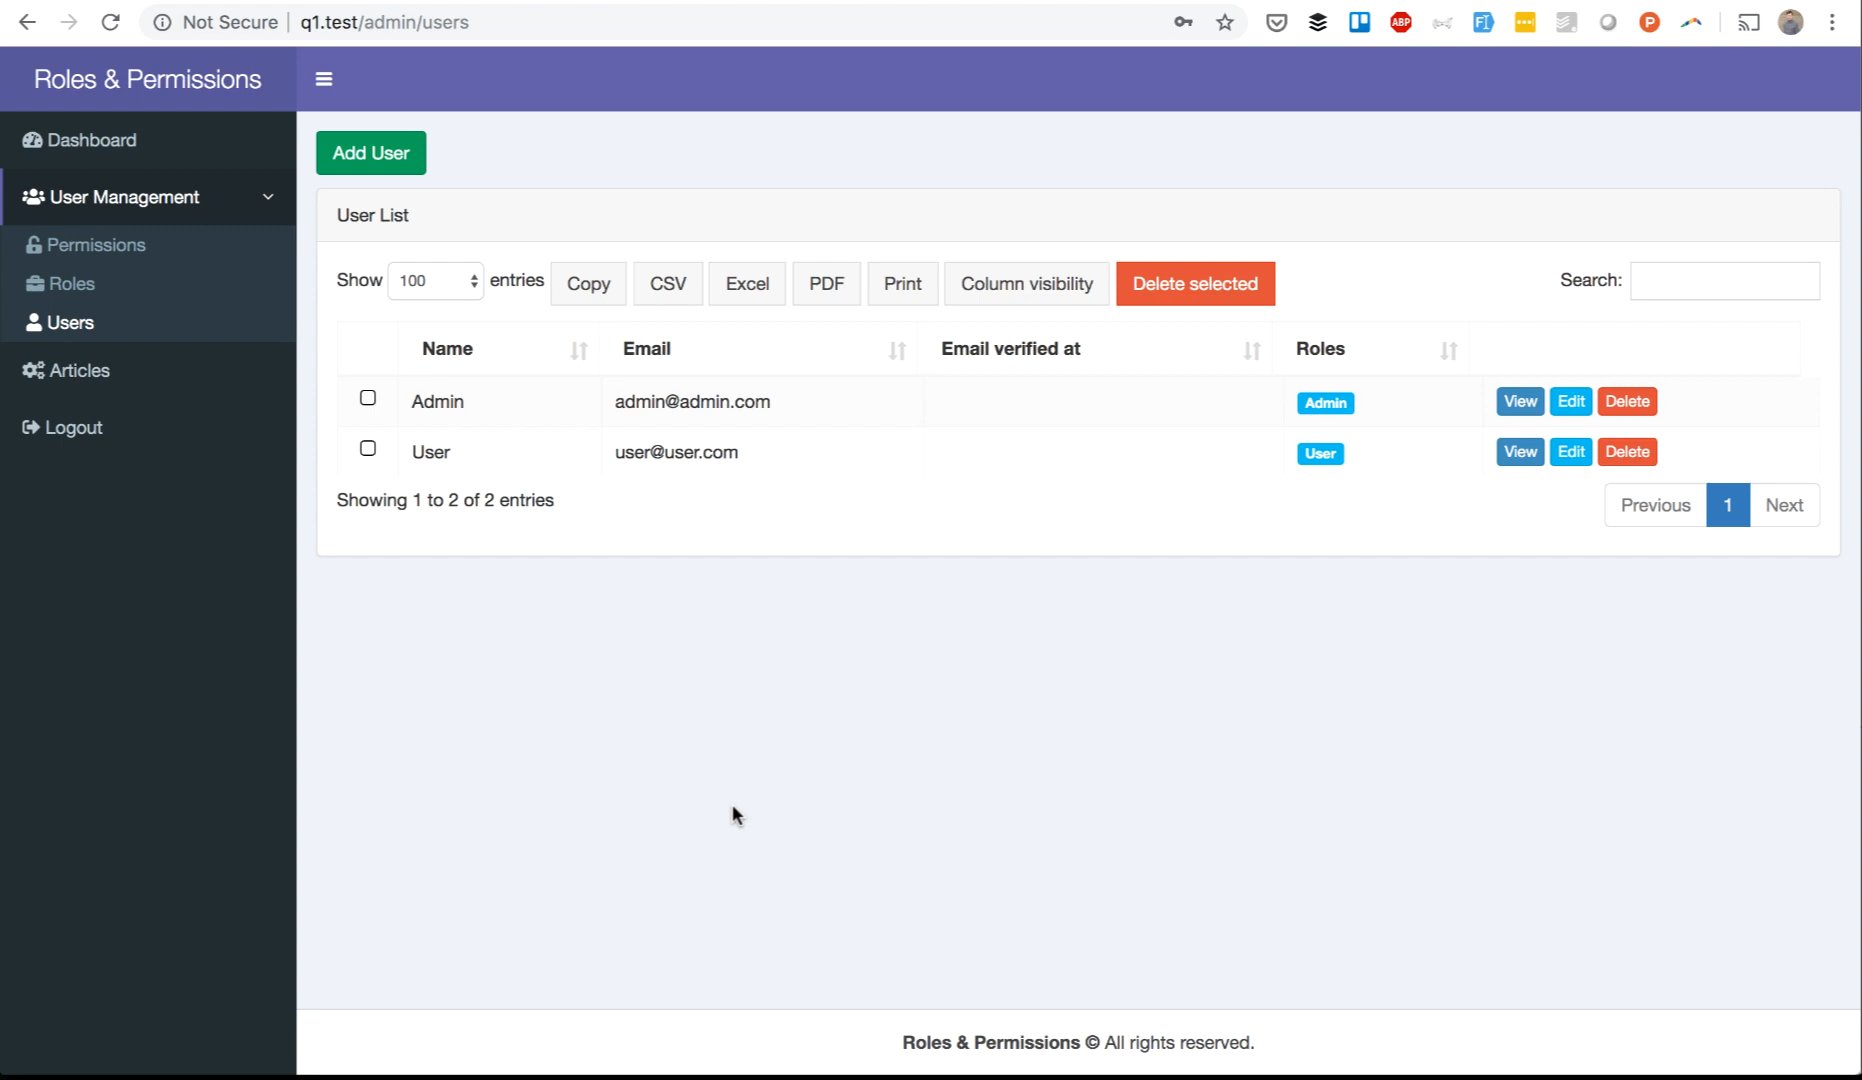 Not Secure q1.test/admin/users
ABP
P
Roles & Permissions
Dashboard
User Management
Permissions
Roles
Users
Articles
Logout
Add User
User List
Show 100 entries Copy CSV Excel PDF Print Column visibility Delete selected Search:
Name Email Email verified at Roles
Admin admin@admin.com Admin View Edit Delete
User user@user.com User View Edit Delete
Showing 1 to 2 of 2 entries
Previous 1 Next
Roles & Permissions © All rights reserved.